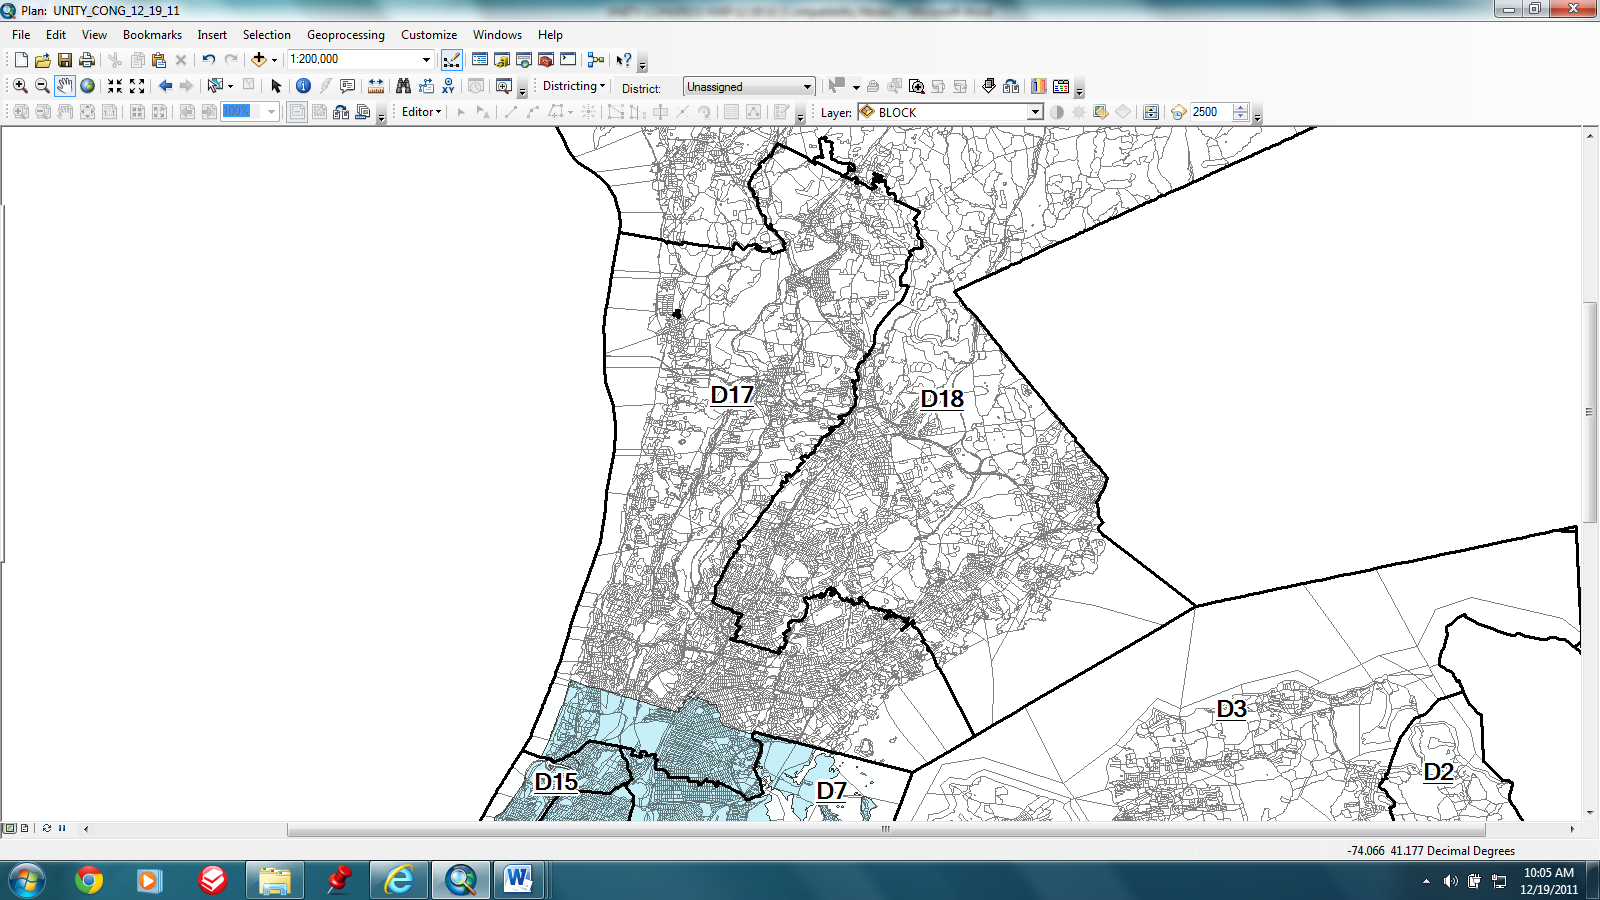 Plan: UNITY_CONG_12_19_11
File Edit View Bookmarks Insert Selection Geoprocessing Customize Windows Help
1:200,000
Districting District: Unassigned
100% Editor Layer: BLOCK 2500
D17
D18
D3
D2
D15
D7
-74.066 41.177 Decimal Degrees
10:05 AM
12/19/2011